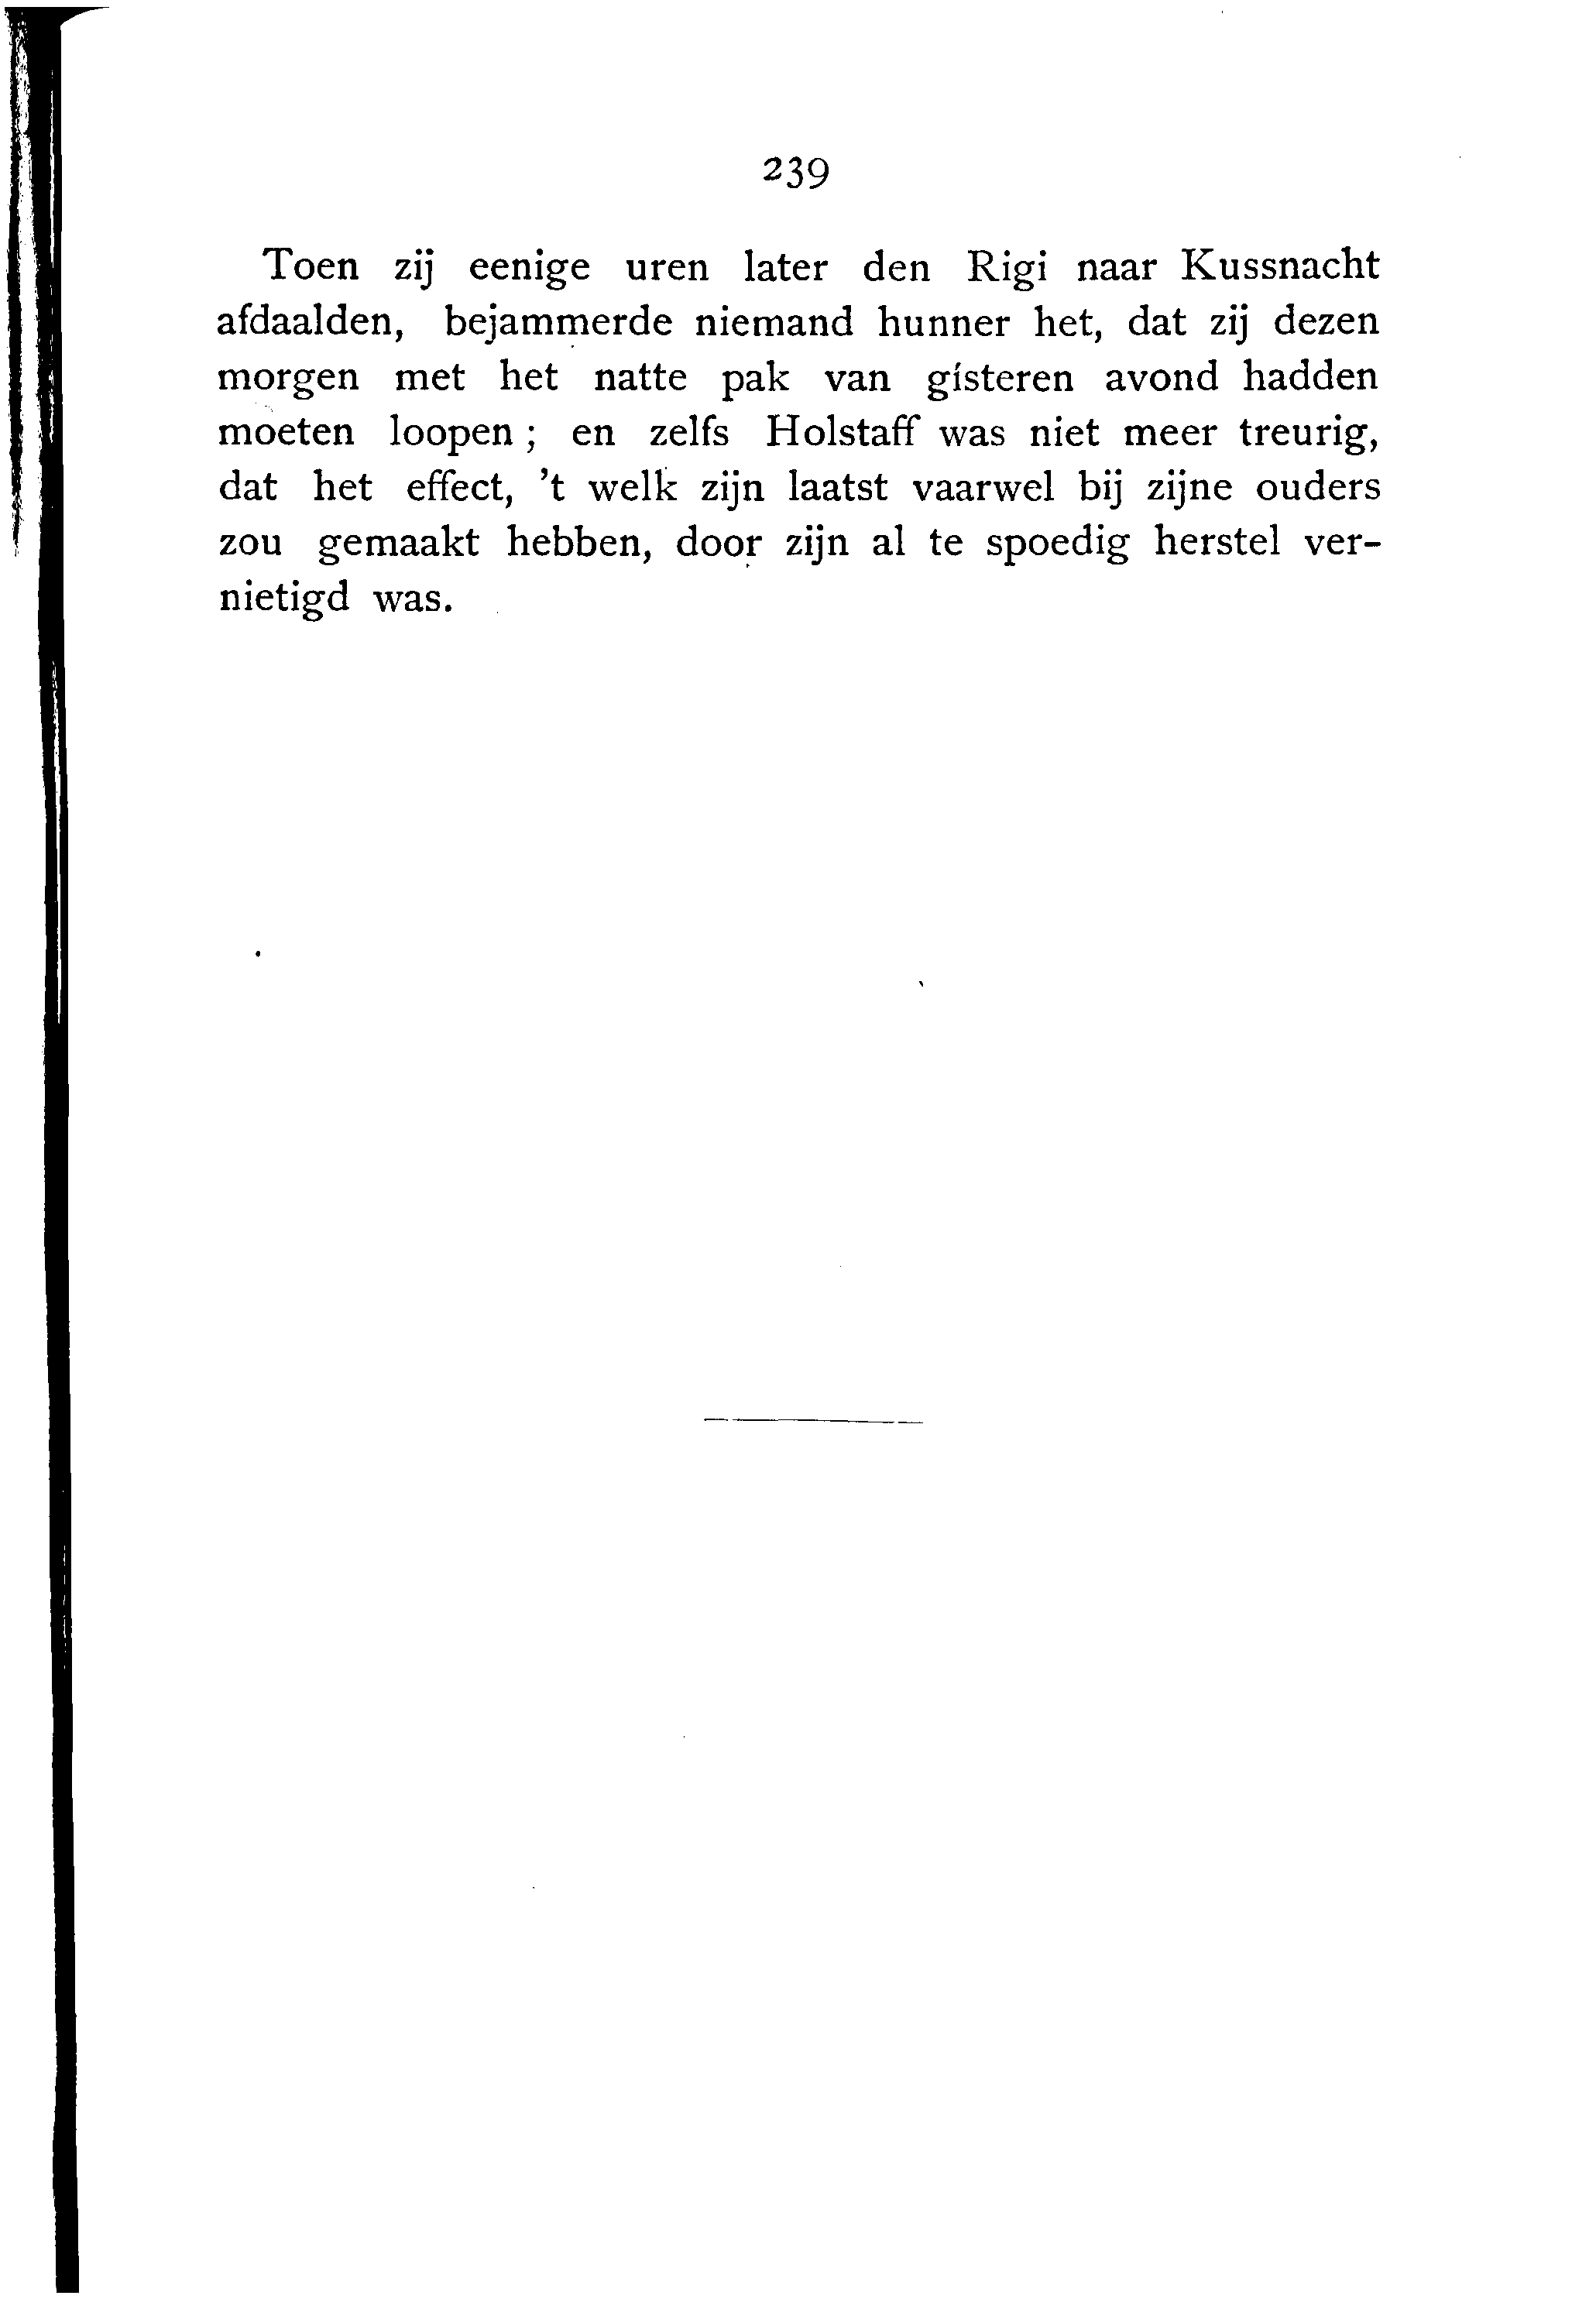 239
Toen zij eenige uren later den Rigi naar Kussnacht
afdaalden, bejammerde niemand hunner het, dat zij dezen
morgen met het natte pak van gisteren avond hadden
moeten loopen ; en zelfs Holstaff was niet meer treurig,
dat het effect, 't welk zijn laatst vaarwel bij zijne ouders
zou gemaakt hebben, door zijn al te spoedig herstel ver-
nietigd was.